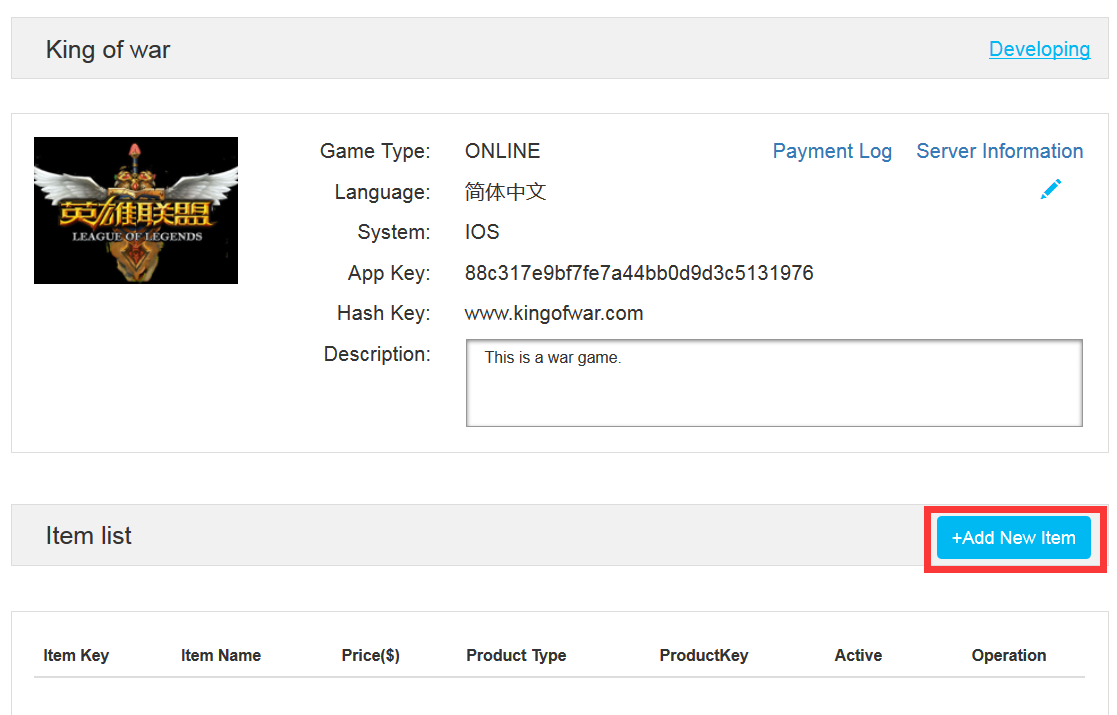 King of war
Developing
英雄联盟
LEAGUE OF LEGENDS
Game Type: ONLINE
Payment Log
Server Information
Language: 简体中文
System: IOS
App Key: 88c317e9bf7fe7a44bb0d9d3c5131976
Hash Key: www.kingofwar.com
Description: This is a war game.
Item list
+Add New Item
Item Key Item Name Price($) Product Type ProductKey Active Operation